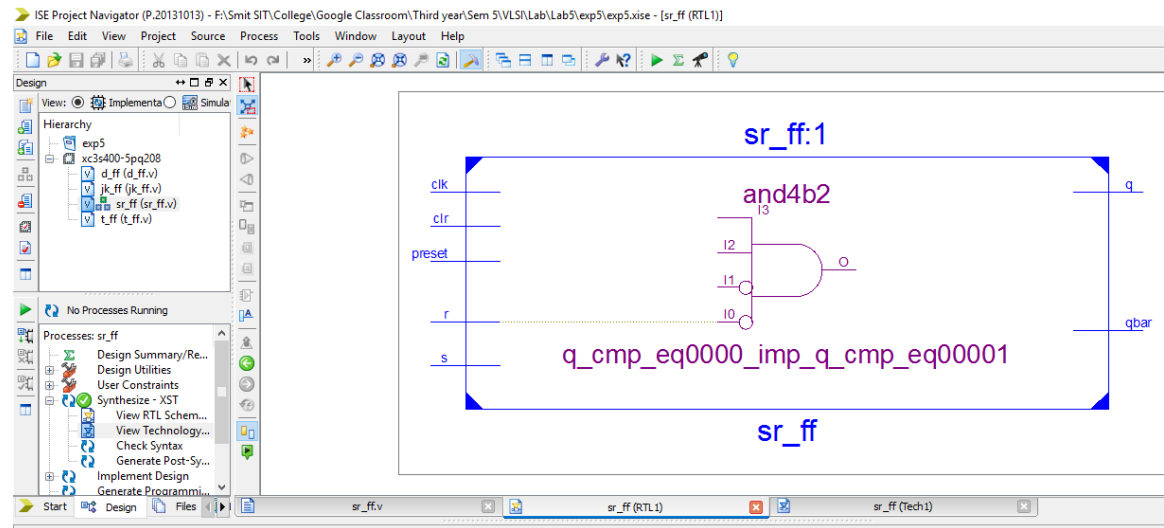 ISE Project Navigator (P.20131013) - F:\Smit SIT\College\Google Classroom\Third year\Sem 5\VLSI\Lab\Lab5\exp5\exp5.xise - [sr_ff (RTL1)]
File Edit View Project Source Process Tools Window Layout Help
Design
View: Implementa Simula
Hierarchy
exp5
xc3s400-5pq208
d_ff (d_ff.v)
jk_ff (jk_ff.v)
sr_ff (sr_ff.v)
t_ff (t_ff.v)
No Processes Running
Processes: sr_ff
Design Summary/Re...
Design Utilities
User Constraints
Synthesize - XST
View RTL Schem...
View Technology...
Check Syntax
Generate Post-Sy...
Implement Design
Generate Programmi...
Start Design Files
sr_ff:1
clk
clr
preset
r
s
and4b2
I3
I2
I1
I0
O
q_cmp_eq0000_imp_q_cmp_eq00001
q
qbar
sr_ff
sr_ff.v
sr_ff (RTL1)
sr_ff (Tech1)